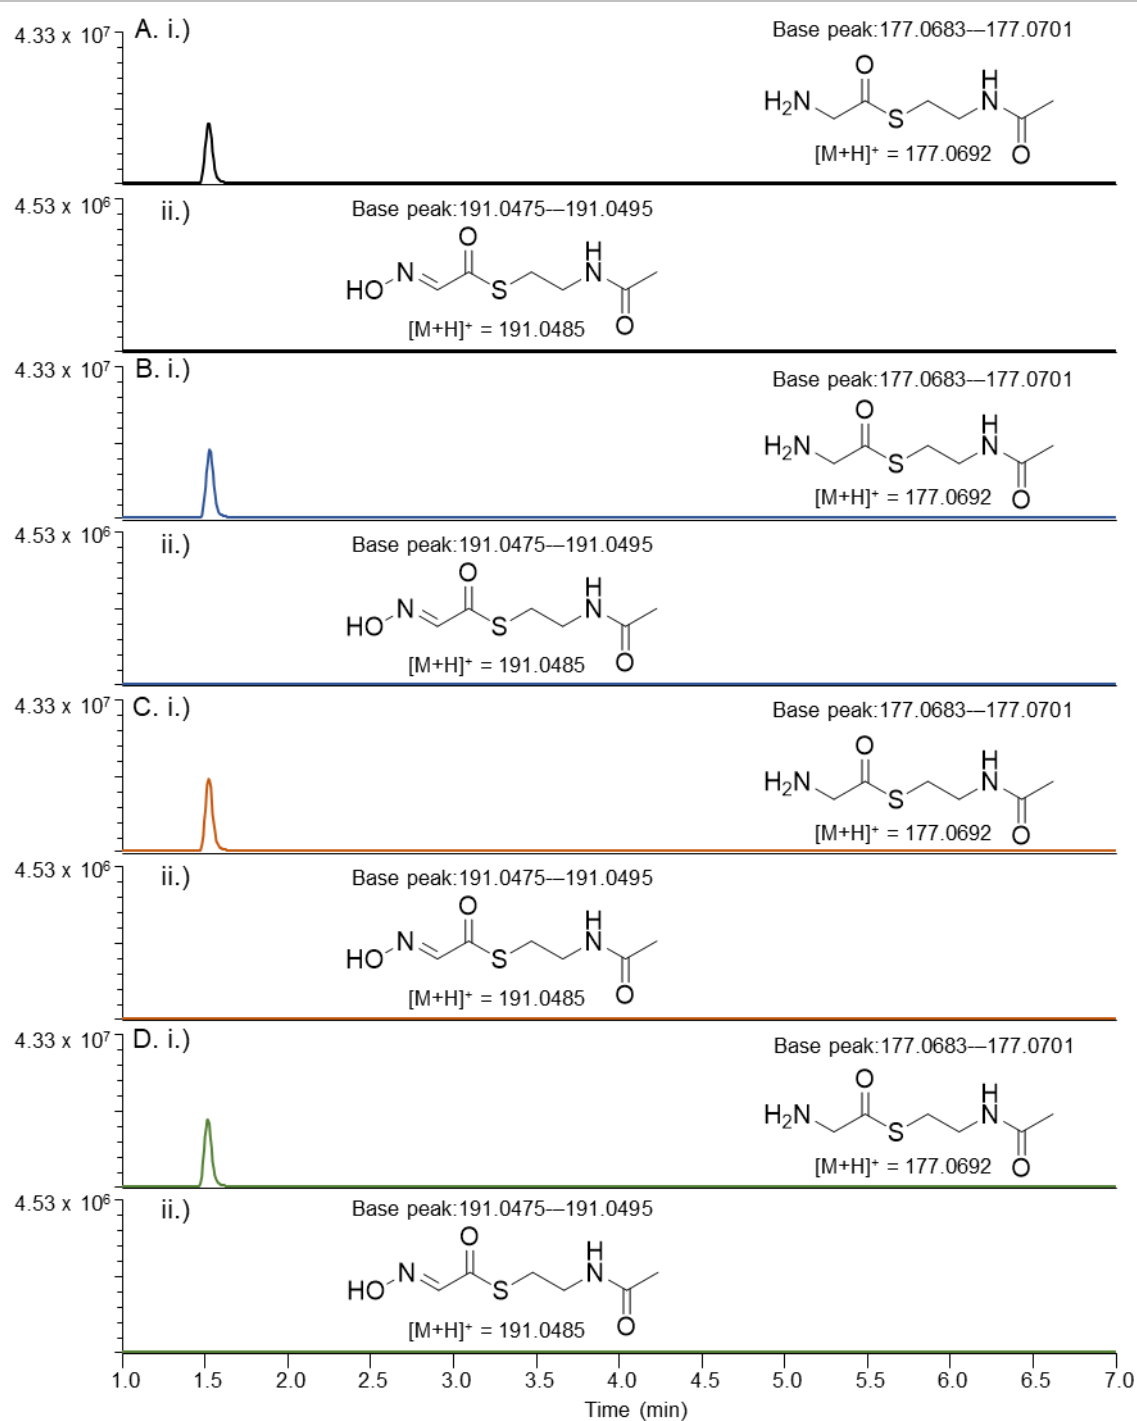 4.33 x 10⁷
A. i.)
Base peak:177.0683-–177.0701
O
H
H₂N
S
N
O
[M+H]⁺ = 177.0692
4.53 x 10⁶
ii.)
Base peak:191.0475-–191.0495
O
H
HO
N
S
N
O
[M+H]⁺ = 191.0485
4.33 x 10⁷
B. i.)
Base peak:177.0683-–177.0701
O
H
H₂N
S
N
O
[M+H]⁺ = 177.0692
4.53 x 10⁶
ii.)
Base peak:191.0475-–191.0495
O
H
HO
N
S
N
O
[M+H]⁺ = 191.0485
4.33 x 10⁷
C. i.)
Base peak:177.0683-–177.0701
O
H
H₂N
S
N
O
[M+H]⁺ = 177.0692
4.53 x 10⁶
ii.)
Base peak:191.0475-–191.0495
O
H
HO
N
S
N
O
[M+H]⁺ = 191.0485
4.33 x 10⁷
D. i.)
Base peak:177.0683-–177.0701
O
H
H₂N
S
N
O
[M+H]⁺ = 177.0692
4.53 x 10⁶
ii.)
Base peak:191.0475-–191.0495
O
H
HO
N
S
N
O
[M+H]⁺ = 191.0485
1.0 1.5 2.0 2.5 3.0 3.5 4.0 4.5 5.0 5.5 6.0 6.5 7.0
Time (min)